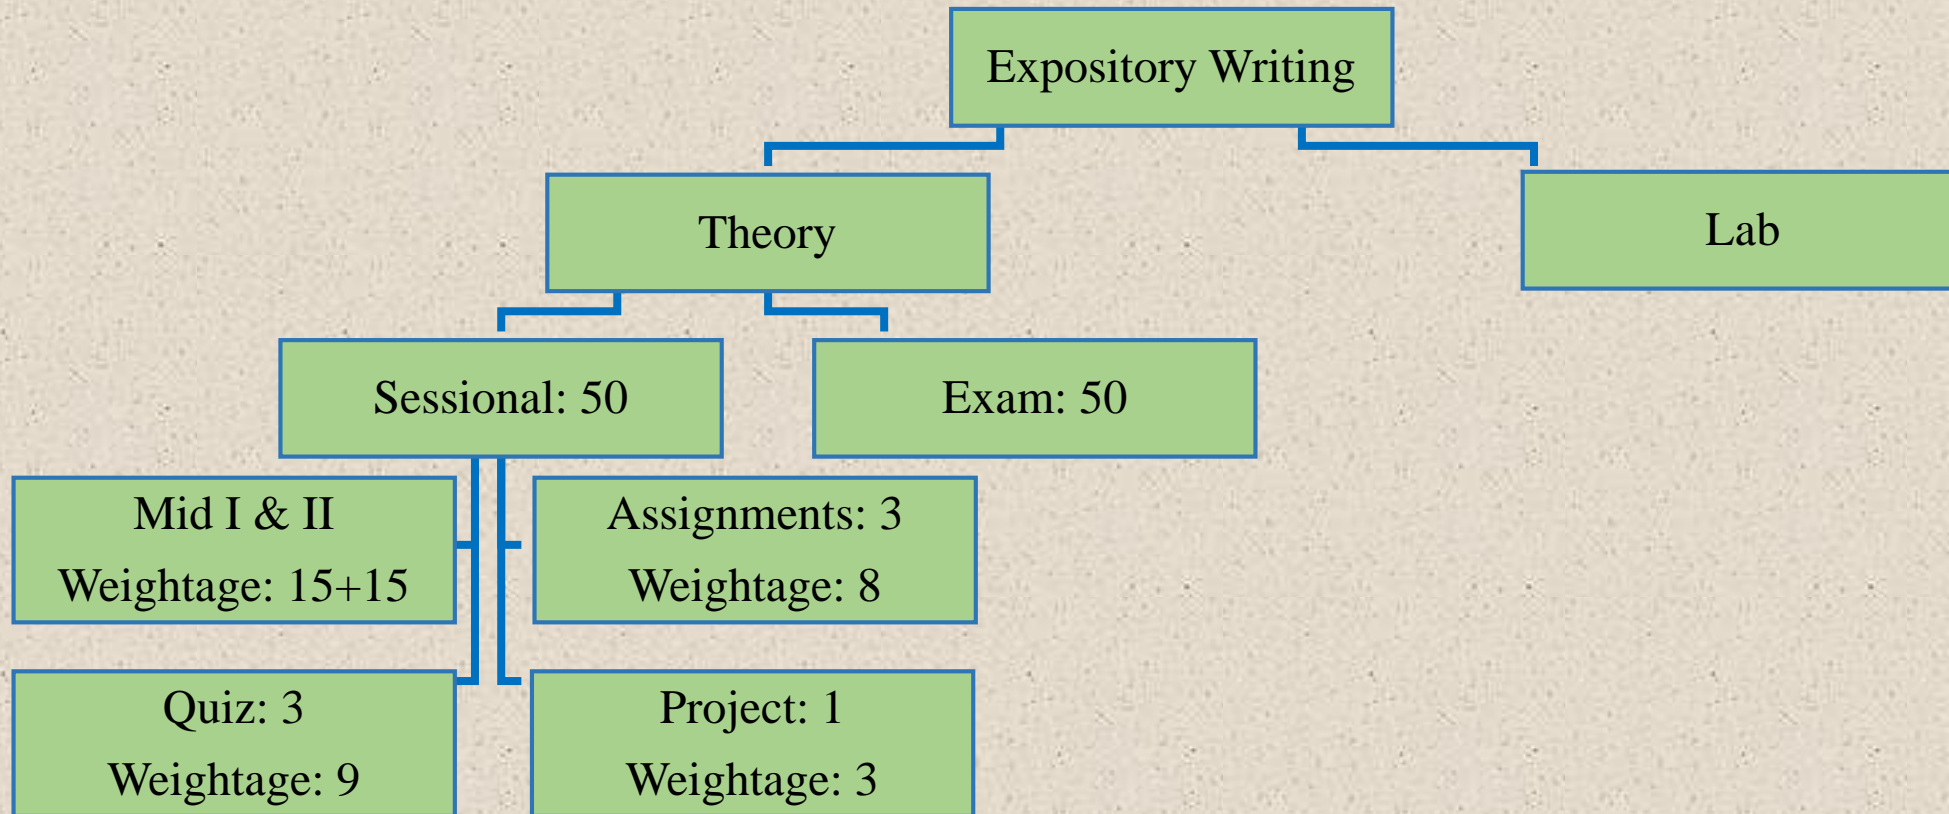 Expository Writing
Theory
Lab
Sessional: 50
Exam: 50
Mid I & II
Weightage: 15+15
Assignments: 3
Weightage: 8
Quiz: 3
Weightage: 9
Project: 1
Weightage: 3